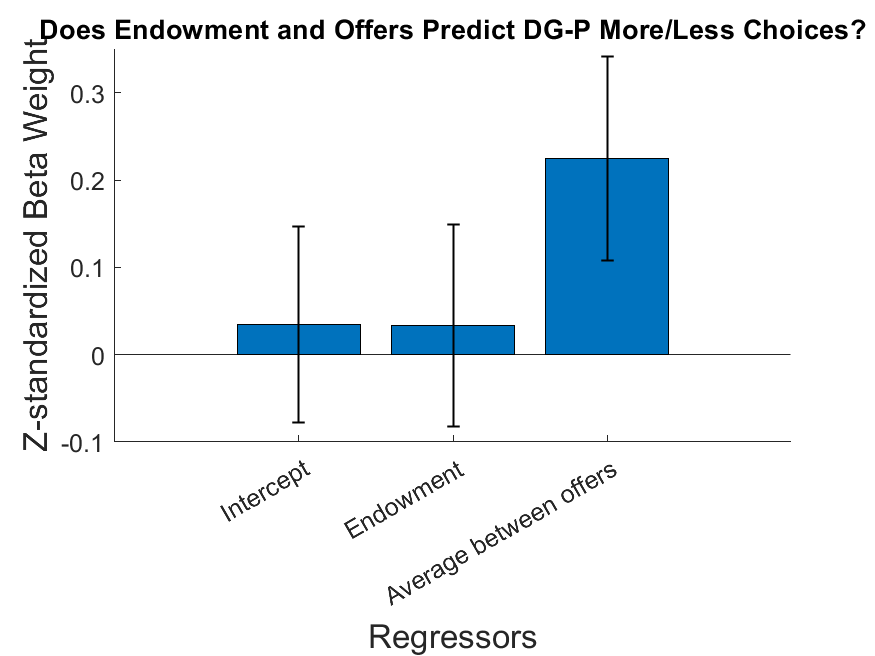 Does Endowment and Offers Predict DG-P More/Less Choices?
Z-standardized Beta Weight
0.3
0.2
0.1
0
-0.1
Intercept
Endowment
Average between offers
Regressors